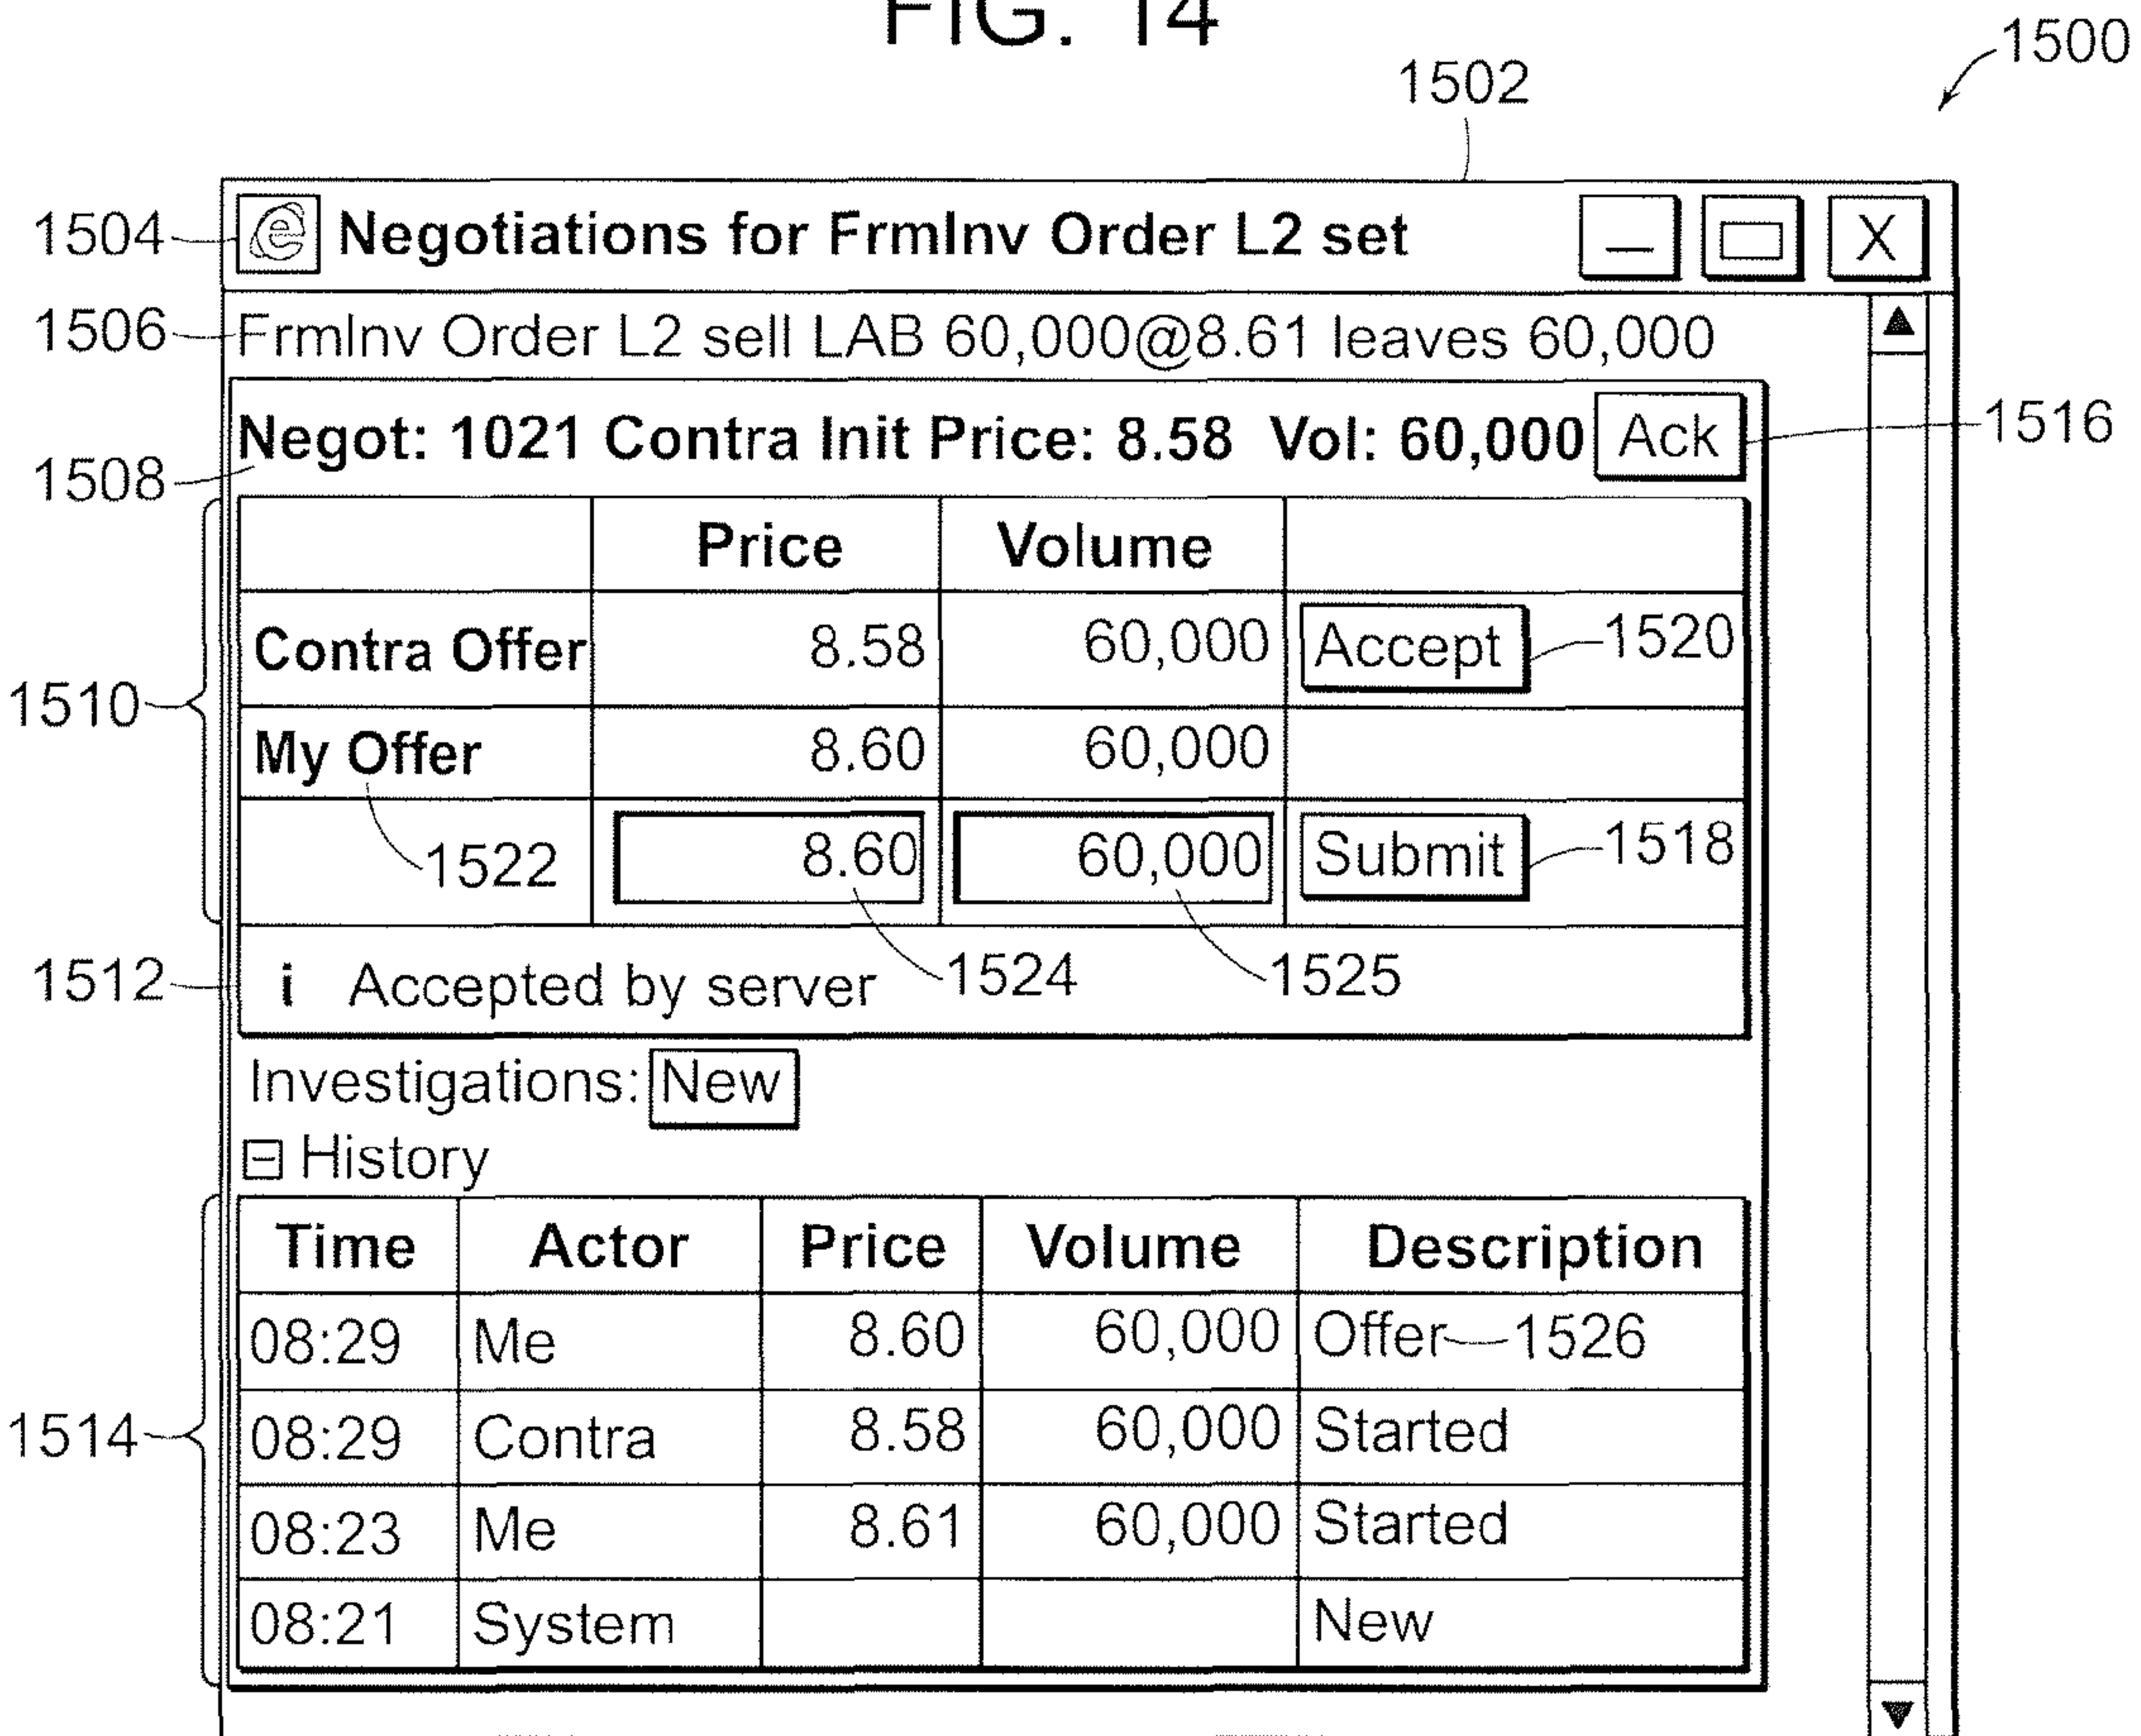 FIG. 14
1500
1502
1504 e Negotiations for FrmInv Order L2 set X
1506 FrmInv Order L2 sell LAB 60,000@8.61 leaves 60,000
1508 Negot: 1021 Contra Init Price: 8.58 Vol: 60,000 Ack 1516
Price Volume
Contra Offer 8.58 60,000 Accept 1520
1510
My Offer 8.60 60,000
1522 8.60 60,000 Submit 1518
1512 i Accepted by server 1524 1525
Investigations: New
History
Time Actor Price Volume Description
08:29 Me 8.60 60,000 Offer 1526
1514 08:29 Contra 8.58 60,000 Started
08:23 Me 8.61 60,000 Started
08:21 System New